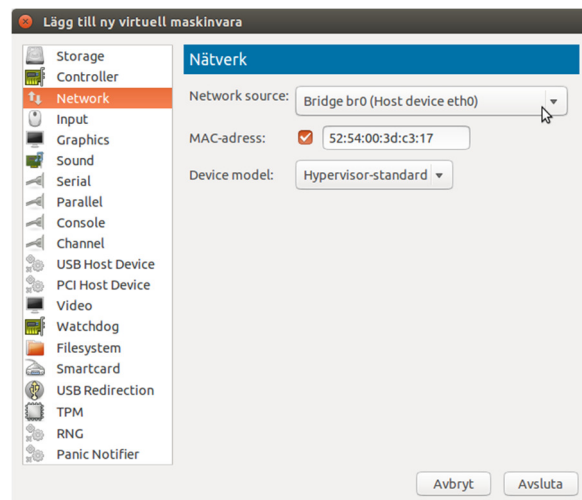 Lägg till ny virtuell maskinvara
Storage
Controller
Network
Input
Graphics
Sound
Serial
Parallel
Console
Channel
USB Host Device
PCI Host Device
Video
Watchdog
Filesystem
Smartcard
USB Redirection
TPM
RNG
Panic Notifier
Nätverk
Network source: Bridge br0 (Host device eth0)
MAC-adress: 52:54:00:3d:c3:17
Device model: Hypervisor-standard
Avbryt Avsluta